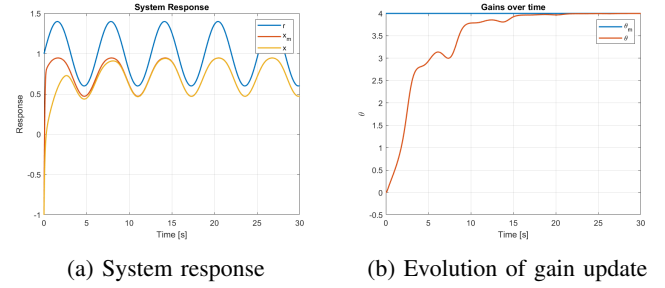 System Response
1.5
1
0.5
0
-0.5
-1
Response
0
5
10
15
20
25
30
Time [s]
r
x_m
x
(a) System response
Gains over time
4
3.5
3
2.5
2
1.5
1
0.5
0
-0.5
θ
0
5
10
15
20
25
30
Time [s]
θ_m
θ
(b) Evolution of gain update